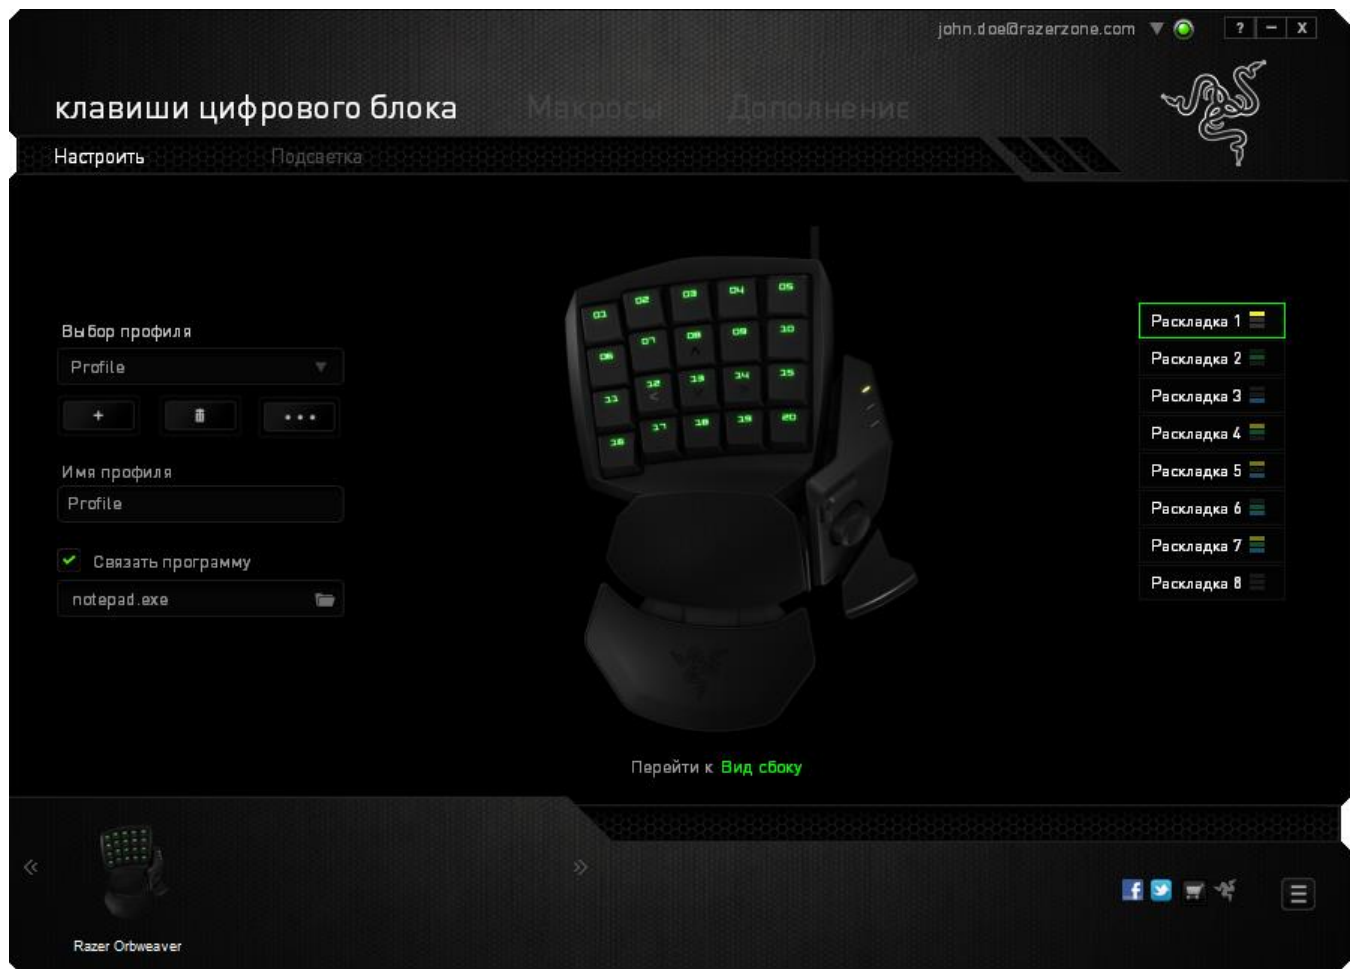 john.doe@razerzone.com
? – X
клавиши цифрового блока Макросы Дополнение
Настроить Подсветка
Выбор профиля
Profile
+
Имя профиля
Profile
Связать программу
notepad.exe
01 02 03 04 05
06 07 08 09 10
11 12 13 14 15
16 17 18 19 20
Раскладка 1
Раскладка 2
Раскладка 3
Раскладка 4
Раскладка 5
Раскладка 6
Раскладка 7
Раскладка 8
Перейти к Вид сбоку
Razer Orbweaver